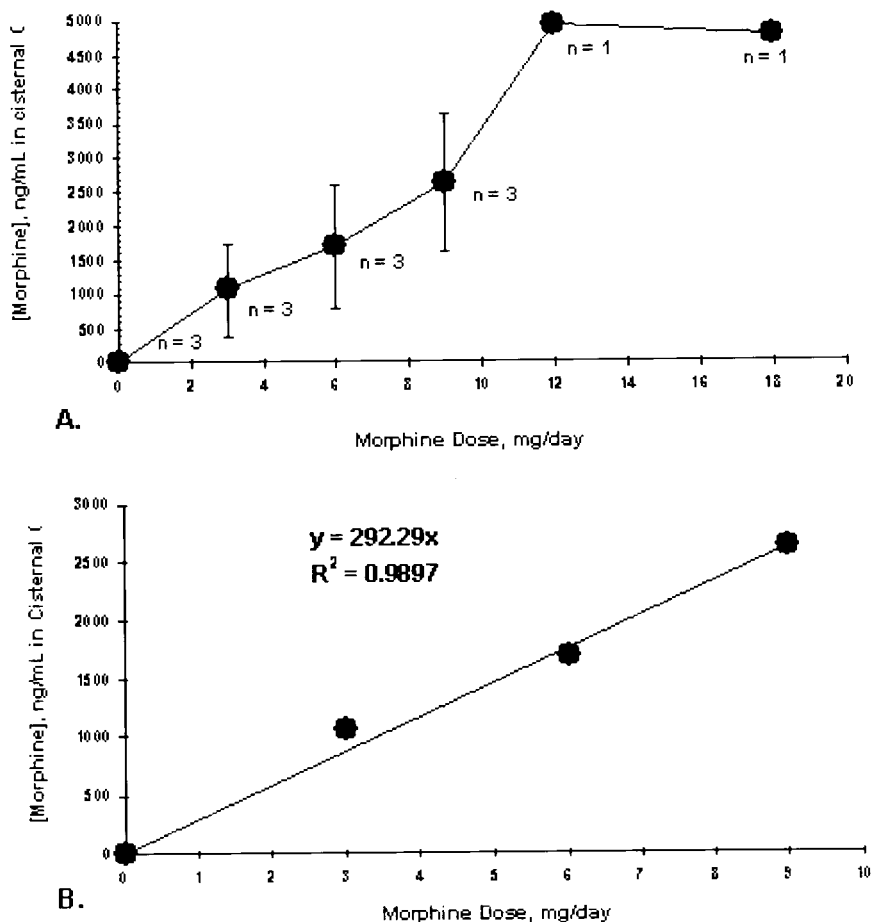 5000
4500
4000
3500
3000
2500
2000
1500
1000
500
0
[Morphine], ng/mL in cisternal (
n = 1
n = 1
n = 3
n = 3
n = 3
n = 3
0 2 4 6 8 10 12 14 16 18 20
A.
Morphine Dose, mg/day
3000
2500
2000
1500
1000
500
0
[Morphine], ng/mL in Cisternal (
y = 292.29x
R² = 0.9897
0 1 2 3 4 5 6 7 8 9 10
B.
Morphine Dose, mg/day